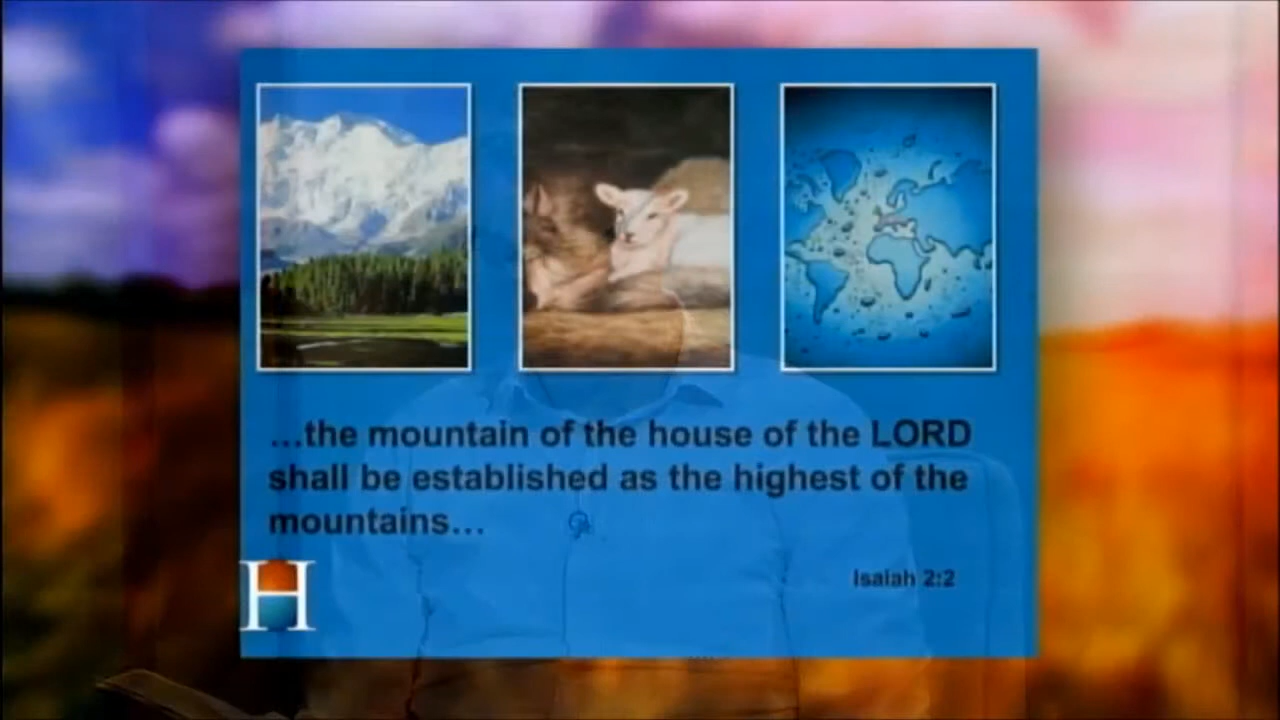 …the mountain of the house of the LORD
shall be established as the highest of the
mountains…
H
Isaiah 2:2